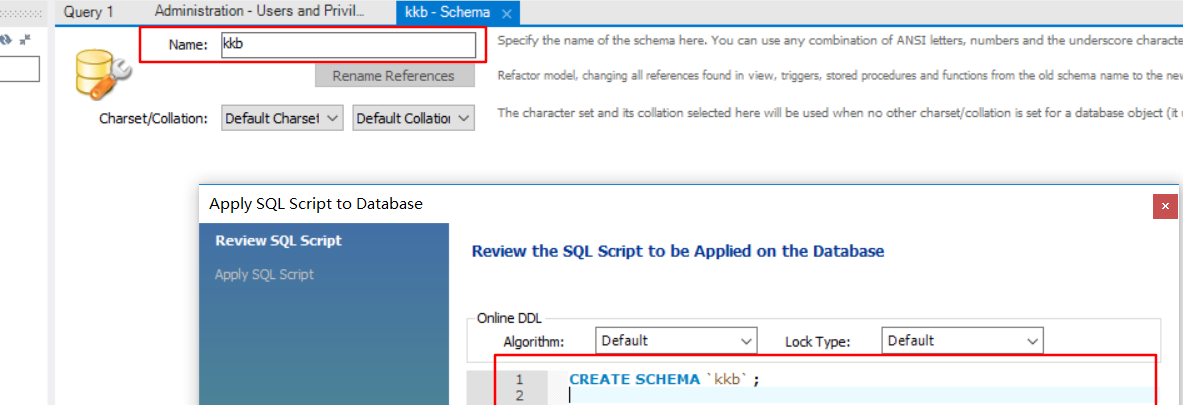 Query 1
Administration - Users and Privil...
kkb - Schema
Name: kkb
Specify the name of the schema here. You can use any combination of ANSI letters, numbers and the underscore characte
Rename References
Refactor model, changing all references found in view, triggers, stored procedures and functions from the old schema name to the new
Charset/Collation: Default Charset Default Collation
The character set and its collation selected here will be used when no other charset/collation is set for a database object (it u
Apply SQL Script to Database
Review SQL Script
Apply SQL Script
Review the SQL Script to be Applied on the Database
Online DDL
Algorithm: Default Lock Type: Default
1 CREATE SCHEMA `kkb` ;
2